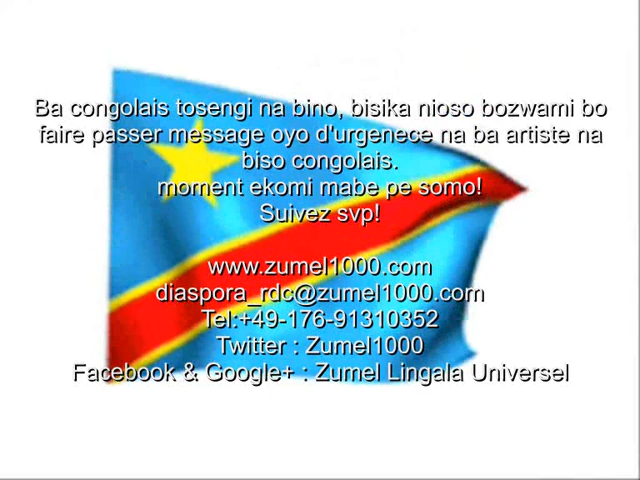 Ba congolais tosengi na bino, bisika nioso bozwami bo
faire passer message oyo d'urgenece na ba artiste na
biso congolais.
moment ekomi mabe pe somo!
Suivez svp!
www.zumel1000.com
diaspora_rdc@zumel1000.com
Tel:+49-176-91310352
Twitter : Zumel1000
Facebook & Google+ : Zumel Lingala Universel